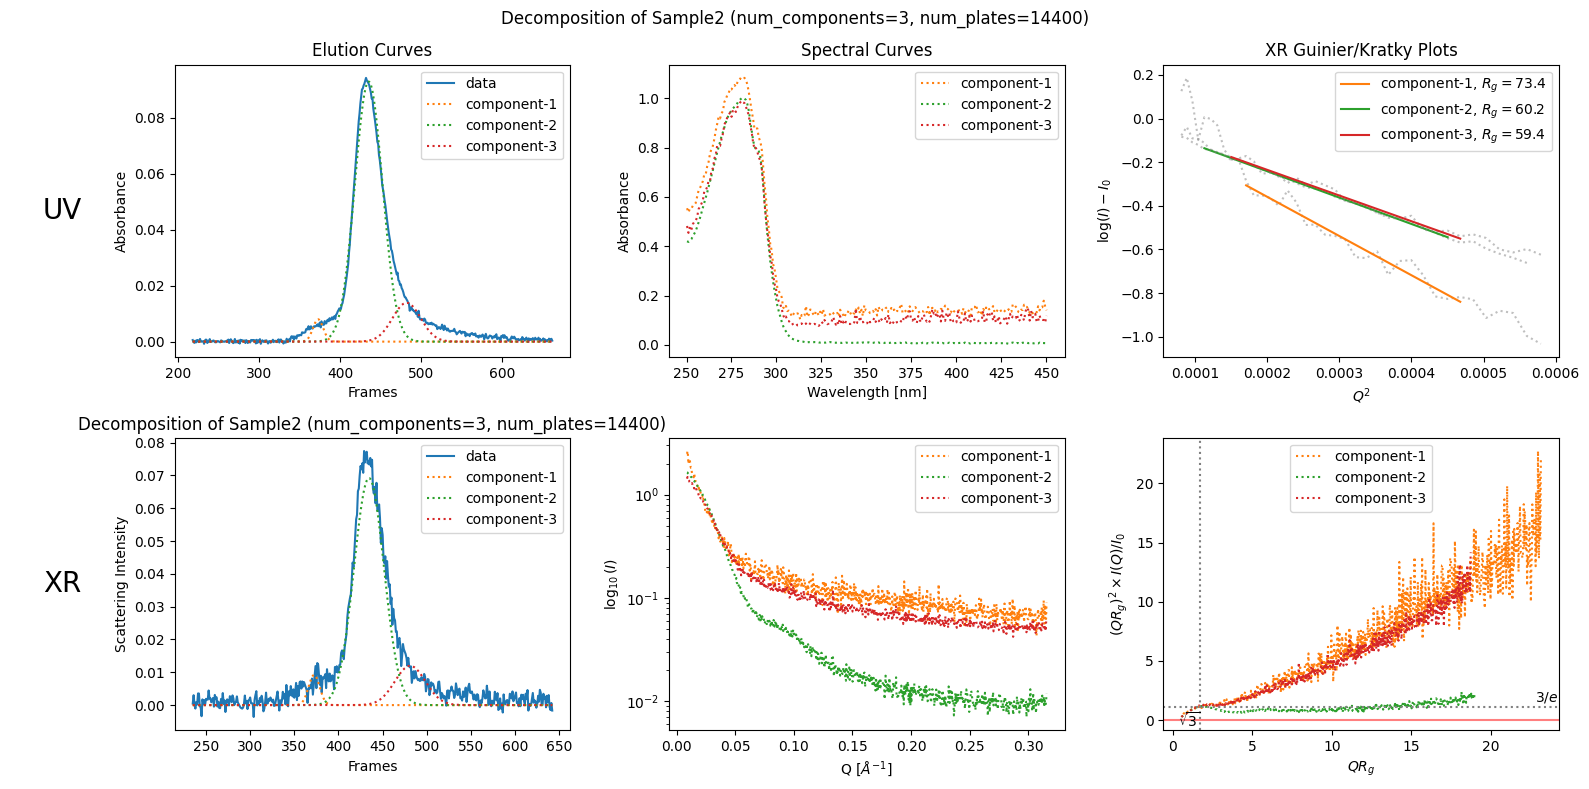 Decomposition of Sample2 (num_components=3, num_plates=14400)
UV
Elution Curves
Absorbance
0.08
0.06
0.04
0.02
0.00
data
component-1
component-2
component-3
200 300 400 500 600
Frames
Spectral Curves
Absorbance
1.0
0.8
0.6
0.4
0.2
0.0
component-1
component-2
component-3
250 275 300 325 350 375 400 425 450
Wavelength [nm]
XR Guinier/Kratky Plots
log(I) − I₀
0.2
0.0
−0.2
−0.4
−0.6
−0.8
−1.0
component-1, R_g = 73.4
component-2, R_g = 60.2
component-3, R_g = 59.4
0.0001 0.0002 0.0003 0.0004 0.0005 0.0006
Q²
XR
Decomposition of Sample2 (num_components=3, num_plates=14400)
Scattering Intensity
0.08
0.07
0.06
0.05
0.04
0.03
0.02
0.01
0.00
data
component-1
component-2
component-3
250 300 350 400 450 500 550 600 650
Frames
log₁₀(I)
10⁰
10⁻¹
10⁻²
component-1
component-2
component-3
0.00 0.05 0.10 0.15 0.20 0.25 0.30
Q [Å⁻¹]
(QR_g)² × I(Q)/I₀
20
15
10
5
0
component-1
component-2
component-3
3/e
√3
0 5 10 15 20
QR_g